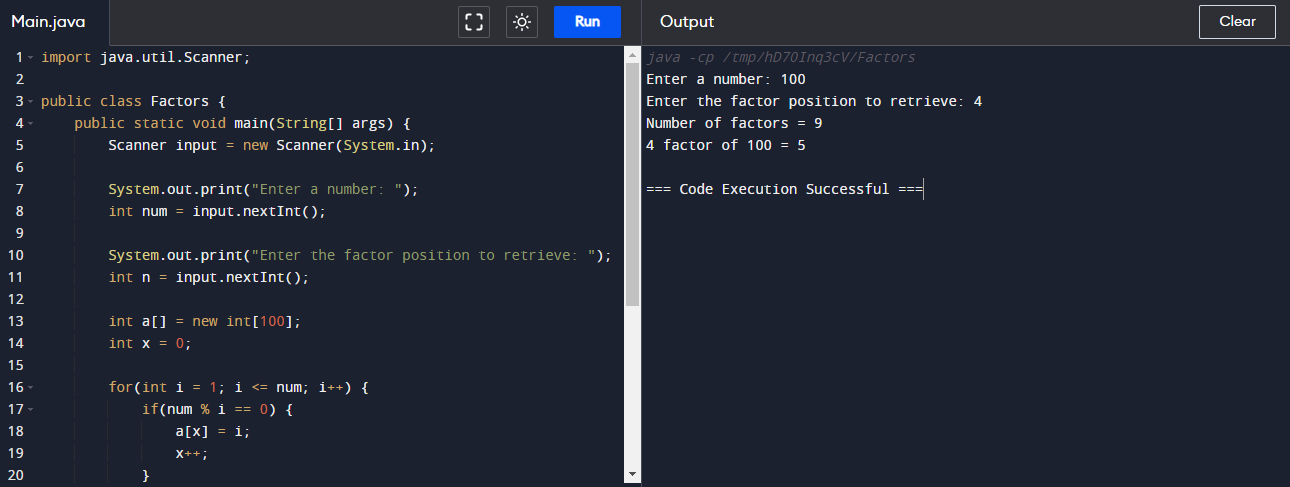 Main.java
Run
Output
Clear
1 import java.util.Scanner;
2
3 public class Factors {
4 public static void main(String[] args) {
5 Scanner input = new Scanner(System.in);
6
7 System.out.print("Enter a number: ");
8 int num = input.nextInt();
9
10 System.out.print("Enter the factor position to retrieve: ");
11 int n = input.nextInt();
12
13 int a[] = new int[100];
14 int x = 0;
15
16 for(int i = 1; i <= num; i++) {
17 if(num % i == 0) {
18 a[x] = i;
19 x++;
20 }
java -cp /tmp/hD7OInq3cV/Factors
Enter a number: 100
Enter the factor position to retrieve: 4
Number of factors = 9
4 factor of 100 = 5
=== Code Execution Successful ===